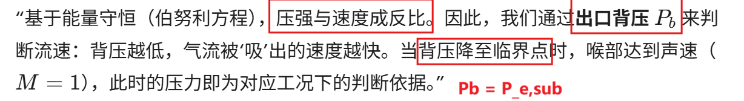 “基于能量守恒（伯努利方程），压强与速度成反比。因此，我们通过出口背压 P_b 来判
断流速：背压越低，气流被‘吸’出的速度越快。当背压降至临界点时，喉部达到声速（
M = 1），此时的压力即为对应工况下的判断依据。”
Pb = P_e,sub